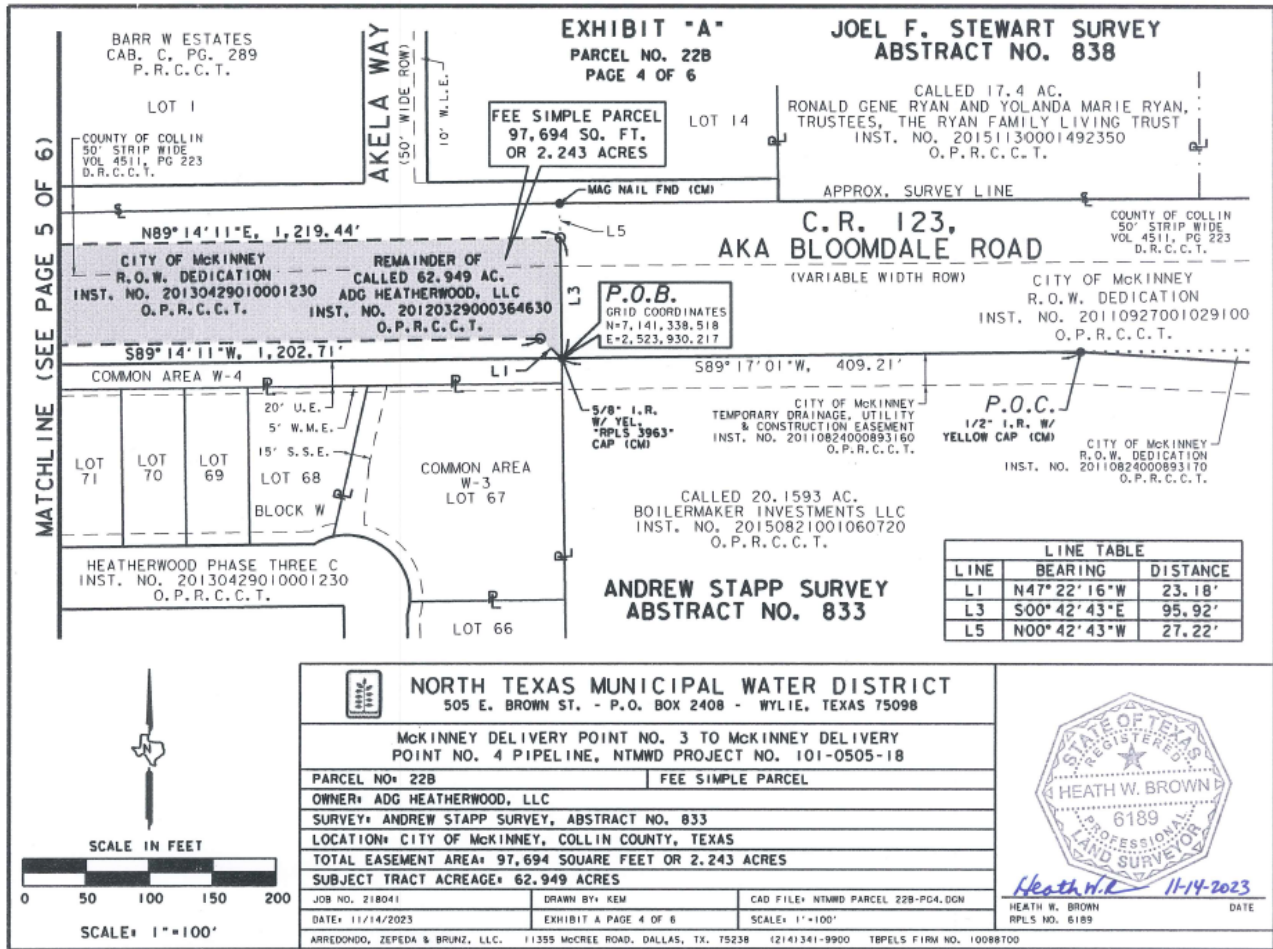 EXHIBIT "A"
PARCEL NO. 22B
PAGE 4 OF 6
JOEL F. STEWART SURVEY
ABSTRACT NO. 838
BARR W ESTATES
CAB. C, PG. 289
P.R.C.C.T.
LOT 1
AKELA WAY
(50' WIDE ROW)
10' W.L.E.
FEE SIMPLE PARCEL
97,694 SQ. FT.
OR 2.243 ACRES
LOT 14
CALLED 17.4 AC.
RONALD GENE RYAN AND YOLANDA MARIE RYAN,
TRUSTEES, THE RYAN FAMILY LIVING TRUST
INST. NO. 20151130001492350
O.P.R.C.C.T.
COUNTY OF COLLIN
50' STRIP WIDE
VOL 4511, PG 223
D.R.C.C.T.
MAG NAIL FND (CM)
APPROX. SURVEY LINE
MATCHLINE (SEE PAGE 5 OF 6)
N89°14'11"E, 1,219.44'
L5
C.R. 123,
AKA BLOOMDALE ROAD
(VARIABLE WIDTH ROW)
COUNTY OF COLLIN
50' STRIP WIDE
VOL 4511, PG 223
D.R.C.C.T.
CITY OF McKINNEY
R.O.W. DEDICATION
INST. NO. 20130429010001230
O.P.R.C.C.T.
REMAINDER OF
CALLED 62.949 AC.
ADG HEATHERWOOD, LLC
INST. NO. 20120329000364630
O.P.R.C.C.T.
L3
P.O.B.
GRID COORDINATES
N=7,141,338.518
E=2,523,930.217
CITY OF McKINNEY
R.O.W. DEDICATION
INST. NO. 20110927001029100
O.P.R.C.C.T.
S89°14'11"W, 1,202.71'
L1
S89°17'01"W, 409.21'
COMMON AREA W-4
20' U.E.
5' W.M.E.
15' S.S.E.
5/8" I.R.
W/ YEL.
"RPLS 3963"
CAP (CM)
CITY OF McKINNEY
TEMPORARY DRAINAGE, UTILITY
& CONSTRUCTION EASEMENT
INST. NO. 20110824000893160
O.P.R.C.C.T.
P.O.C.
1/2" I.R. W/
YELLOW CAP (CM)
CITY OF McKINNEY
R.O.W. DEDICATION
INST. NO. 20110824000893170
O.P.R.C.C.T.
LOT 71
LOT 70
LOT 69
LOT 68
BLOCK W
COMMON AREA
W-3
LOT 67
CALLED 20.1593 AC.
BOILERMAKER INVESTMENTS LLC
INST. NO. 20150821001060720
O.P.R.C.C.T.
HEATHERWOOD PHASE THREE C
INST. NO. 20130429010001230
O.P.R.C.C.T.
LOT 66
ANDREW STAPP SURVEY
ABSTRACT NO. 833
LINE TABLE
LINE BEARING DISTANCE
L1 N47°22'16"W 23.18'
L3 S00°42'43"E 95.92'
L5 N00°42'43"W 27.22'
N
SCALE IN FEET
0 50 100 150 200
SCALE: 1"=100'
NORTH TEXAS MUNICIPAL WATER DISTRICT
505 E. BROWN ST. - P.O. BOX 2408 - WYLIE, TEXAS 75098
McKINNEY DELIVERY POINT NO. 3 TO McKINNEY DELIVERY
POINT NO. 4 PIPELINE, NTMWD PROJECT NO. 101-0505-18
PARCEL NO: 22B FEE SIMPLE PARCEL
OWNER: ADG HEATHERWOOD, LLC
SURVEY: ANDREW STAPP SURVEY, ABSTRACT NO. 833
LOCATION: CITY OF McKINNEY, COLLIN COUNTY, TEXAS
TOTAL EASEMENT AREA: 97,694 SQUARE FEET OR 2.243 ACRES
SUBJECT TRACT ACREAGE: 62.949 ACRES
JOB NO. 218041 DRAWN BY: KEM CAD FILE: NTMWD PARCEL 22B-PG4.DGN
DATE: 11/14/2023 EXHIBIT A PAGE 4 OF 6 SCALE: 1"=100'
ARREDONDO, ZEPEDA & BRUNZ, LLC. 11355 McCREE ROAD, DALLAS, TX. 75238 (214)341-9900 TBPELS FIRM NO. 10088700
STATE OF TEXAS
REGISTERED
HEATH W. BROWN
6189
PROFESSIONAL
LAND SURVEYOR
Heath W. B 11-14-2023
HEATH W. BROWN DATE
RPLS NO. 6189